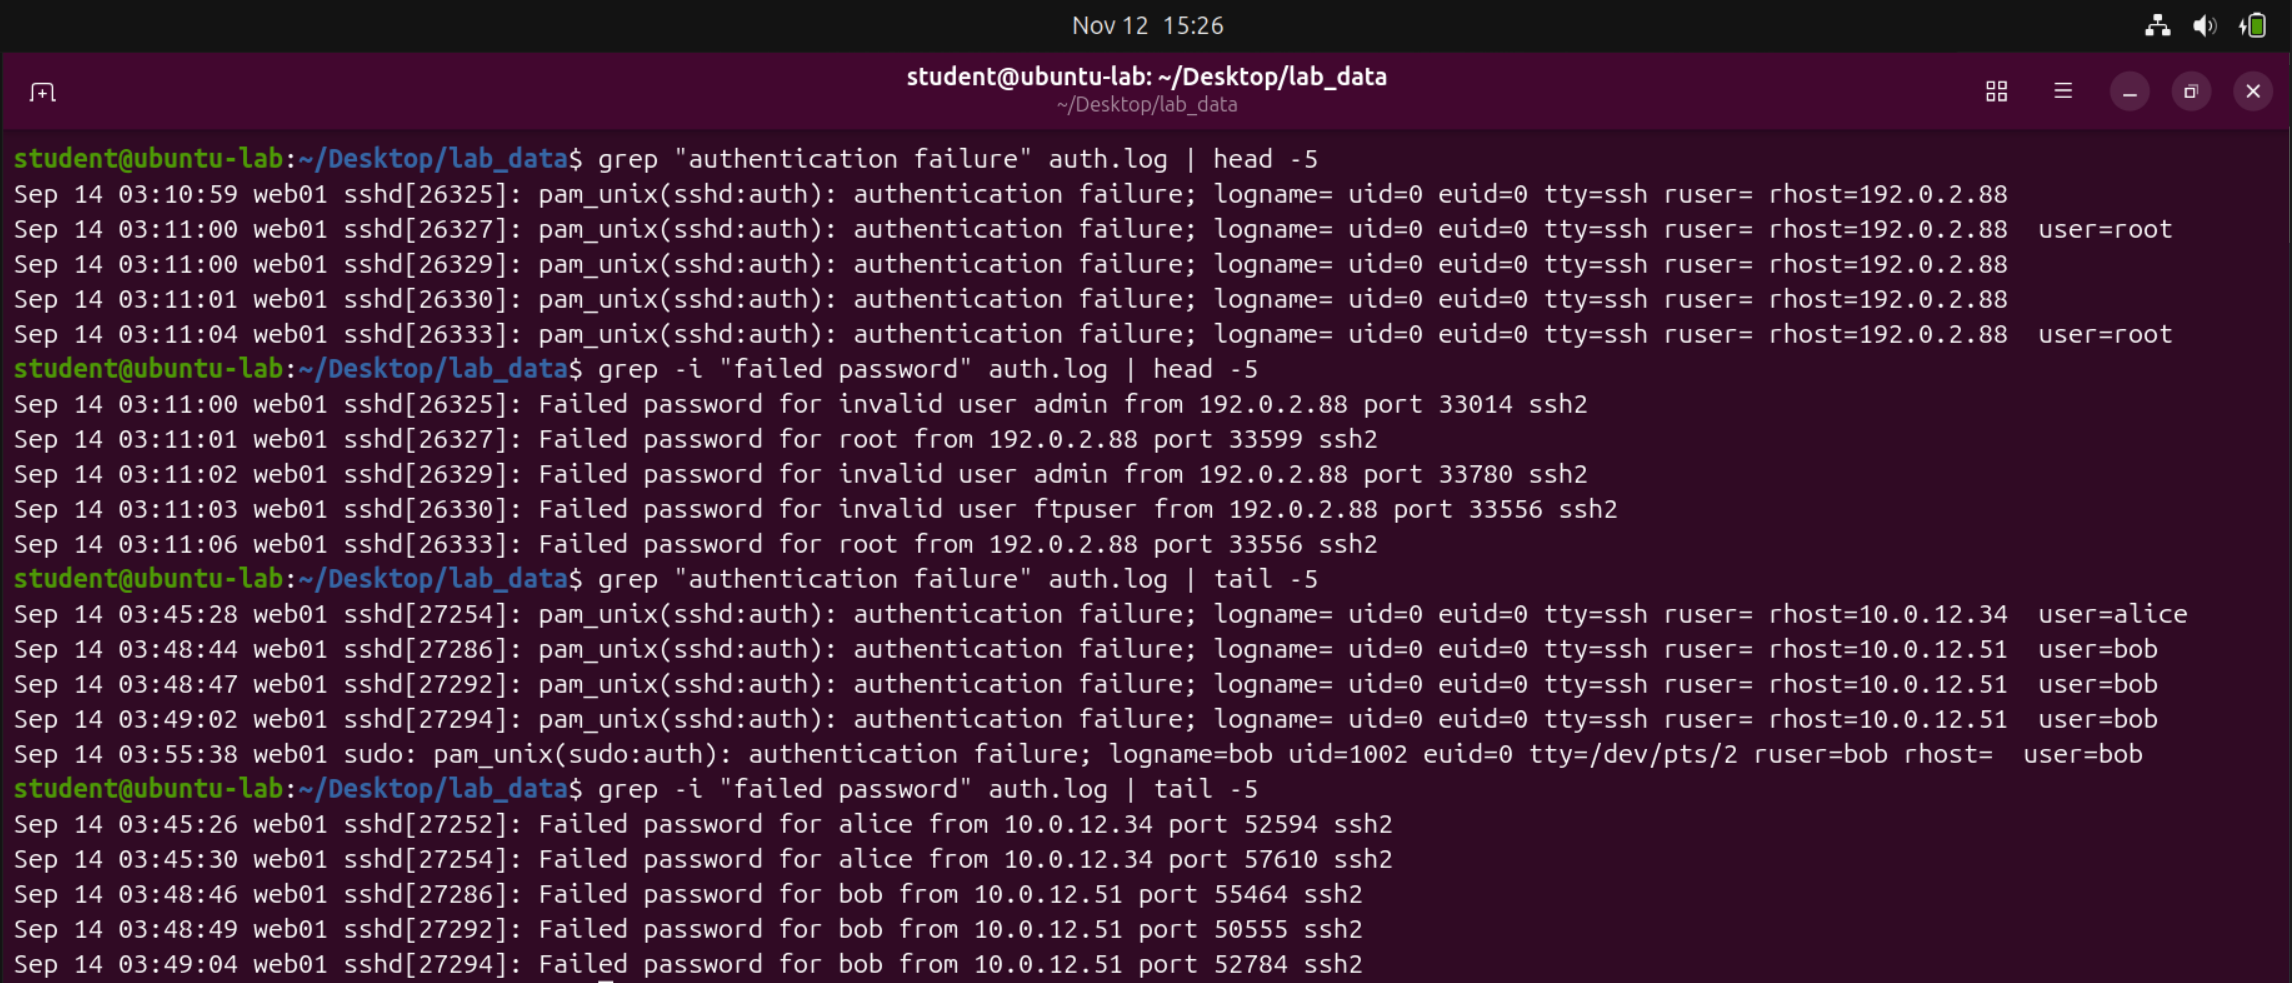 Nov 12 15:26
student@ubuntu-lab: ~/Desktop/lab_data
~/Desktop/lab_data
student@ubuntu-lab:~/Desktop/lab_data$ grep "authentication failure" auth.log | head -5
Sep 14 03:10:59 web01 sshd[26325]: pam_unix(sshd:auth): authentication failure; logname= uid=0 euid=0 tty=ssh ruser= rhost=192.0.2.88
Sep 14 03:11:00 web01 sshd[26327]: pam_unix(sshd:auth): authentication failure; logname= uid=0 euid=0 tty=ssh ruser= rhost=192.0.2.88  user=root
Sep 14 03:11:00 web01 sshd[26329]: pam_unix(sshd:auth): authentication failure; logname= uid=0 euid=0 tty=ssh ruser= rhost=192.0.2.88
Sep 14 03:11:01 web01 sshd[26330]: pam_unix(sshd:auth): authentication failure; logname= uid=0 euid=0 tty=ssh ruser= rhost=192.0.2.88
Sep 14 03:11:04 web01 sshd[26333]: pam_unix(sshd:auth): authentication failure; logname= uid=0 euid=0 tty=ssh ruser= rhost=192.0.2.88  user=root
student@ubuntu-lab:~/Desktop/lab_data$ grep -i "failed password" auth.log | head -5
Sep 14 03:11:00 web01 sshd[26325]: Failed password for invalid user admin from 192.0.2.88 port 33014 ssh2
Sep 14 03:11:01 web01 sshd[26327]: Failed password for root from 192.0.2.88 port 33599 ssh2
Sep 14 03:11:02 web01 sshd[26329]: Failed password for invalid user admin from 192.0.2.88 port 33780 ssh2
Sep 14 03:11:03 web01 sshd[26330]: Failed password for invalid user ftpuser from 192.0.2.88 port 33556 ssh2
Sep 14 03:11:06 web01 sshd[26333]: Failed password for root from 192.0.2.88 port 33556 ssh2
student@ubuntu-lab:~/Desktop/lab_data$ grep "authentication failure" auth.log | tail -5
Sep 14 03:45:28 web01 sshd[27254]: pam_unix(sshd:auth): authentication failure; logname= uid=0 euid=0 tty=ssh ruser= rhost=10.0.12.34  user=alice
Sep 14 03:48:44 web01 sshd[27286]: pam_unix(sshd:auth): authentication failure; logname= uid=0 euid=0 tty=ssh ruser= rhost=10.0.12.51  user=bob
Sep 14 03:48:47 web01 sshd[27292]: pam_unix(sshd:auth): authentication failure; logname= uid=0 euid=0 tty=ssh ruser= rhost=10.0.12.51  user=bob
Sep 14 03:49:02 web01 sshd[27294]: pam_unix(sshd:auth): authentication failure; logname= uid=0 euid=0 tty=ssh ruser= rhost=10.0.12.51  user=bob
Sep 14 03:55:38 web01 sudo: pam_unix(sudo:auth): authentication failure; logname=bob uid=1002 euid=0 tty=/dev/pts/2 ruser=bob rhost=  user=bob
student@ubuntu-lab:~/Desktop/lab_data$ grep -i "failed password" auth.log | tail -5
Sep 14 03:45:26 web01 sshd[27252]: Failed password for alice from 10.0.12.34 port 52594 ssh2
Sep 14 03:45:30 web01 sshd[27254]: Failed password for alice from 10.0.12.34 port 57610 ssh2
Sep 14 03:48:46 web01 sshd[27286]: Failed password for bob from 10.0.12.51 port 55464 ssh2
Sep 14 03:48:49 web01 sshd[27292]: Failed password for bob from 10.0.12.51 port 50555 ssh2
Sep 14 03:49:04 web01 sshd[27294]: Failed password for bob from 10.0.12.51 port 52784 ssh2